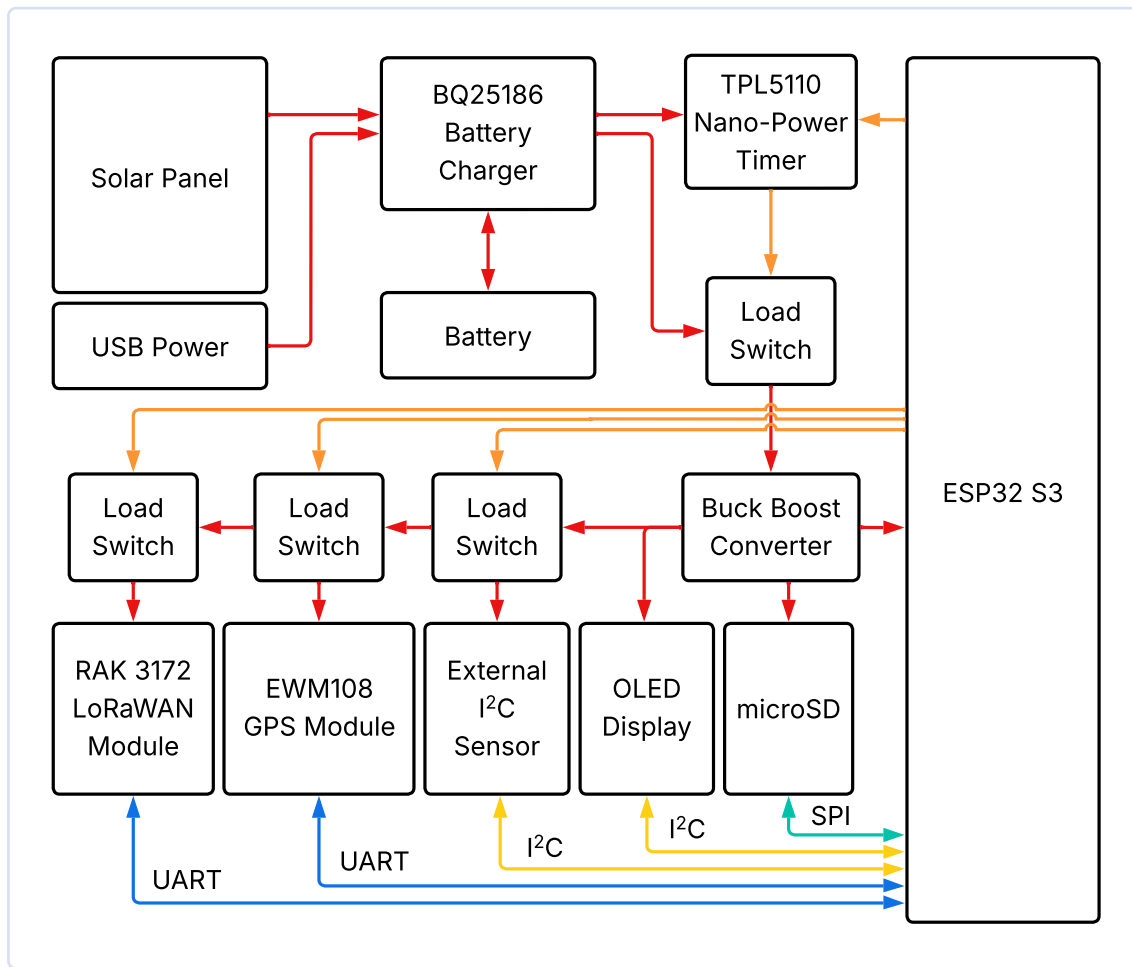 Solar Panel
USB Power
BQ25186
Battery
Charger
Battery
TPL5110
Nano-Power
Timer
Load
Switch
ESP32 S3
Load
Switch
Load
Switch
Load
Switch
Buck Boost
Converter
RAK 3172
LoRaWAN
Module
EWM108
GPS Module
External
I²C
Sensor
OLED
Display
microSD
SPI
I²C
I²C
UART
UART